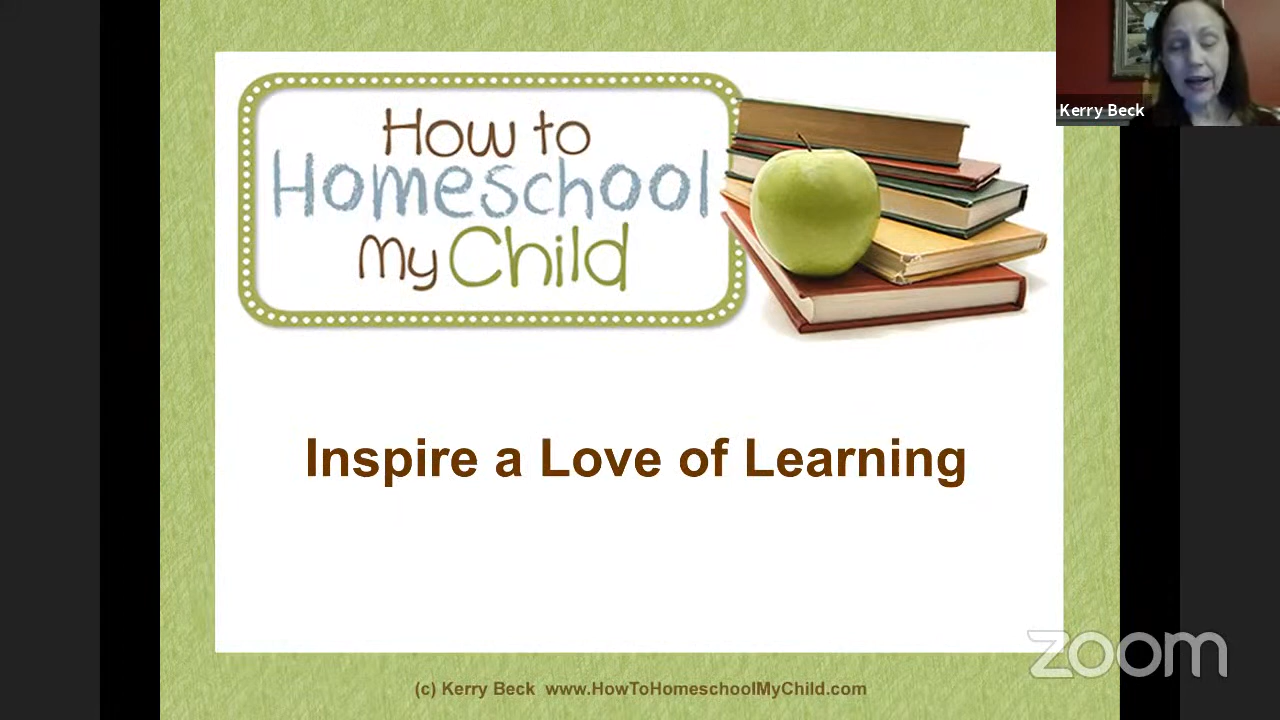 How to
Homeschool
My Child
Kerry Beck
Inspire a Love of Learning
zoom
(c) Kerry Beck www.HowToHomeschoolMyChild.com